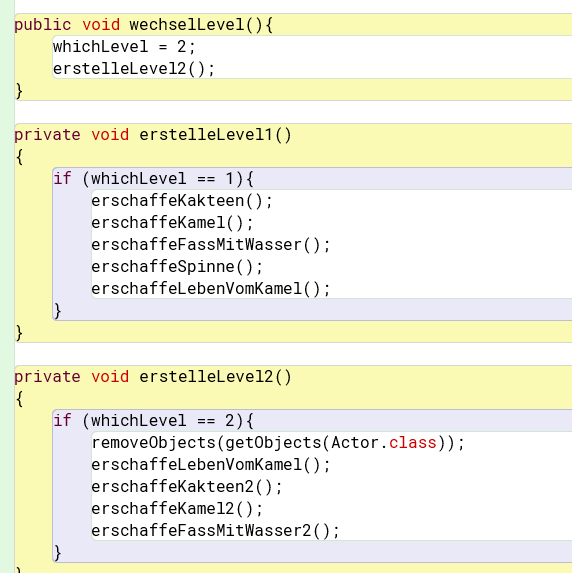 public void wechselLevel(){
    whichLevel = 2;
    erstelleLevel2();
}
private void erstelleLevel1()
{
    if (whichLevel == 1){
        erschaffeKakteen();
        erschaffeKamel();
        erschaffeFassMitWasser();
        erschaffeSpinne();
        erschaffeLebenVomKamel();
    }
}
private void erstelleLevel2()
{
    if (whichLevel == 2){
        removeObjects(getObjects(Actor.class));
        erschaffeLebenVomKamel();
        erschaffeKakteen2();
        erschaffeKamel2();
        erschaffeFassMitWasser2();
    }
}